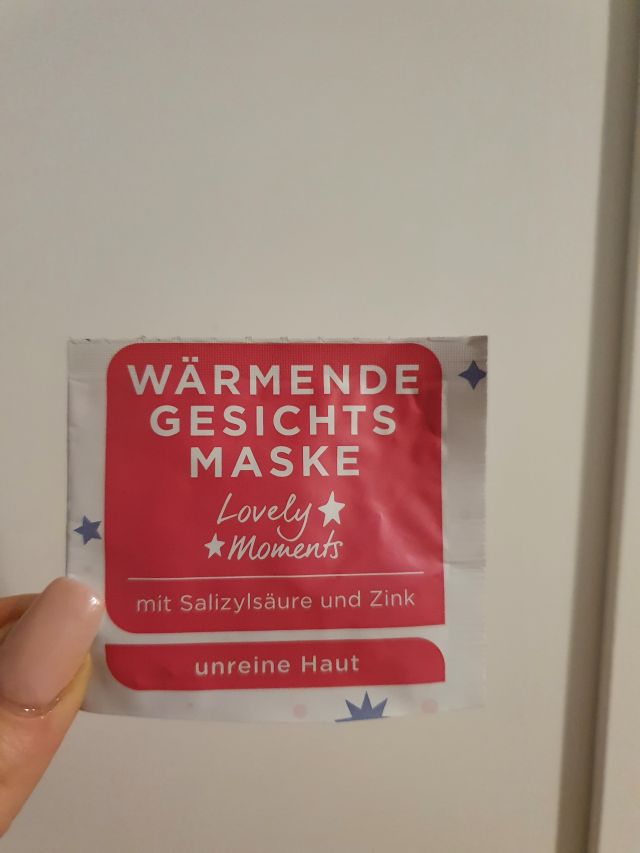 WÄRMENDE
GESICHTS
MASKE
Lovely
Moments
mit Salizylsäure und Zink
unreine Haut